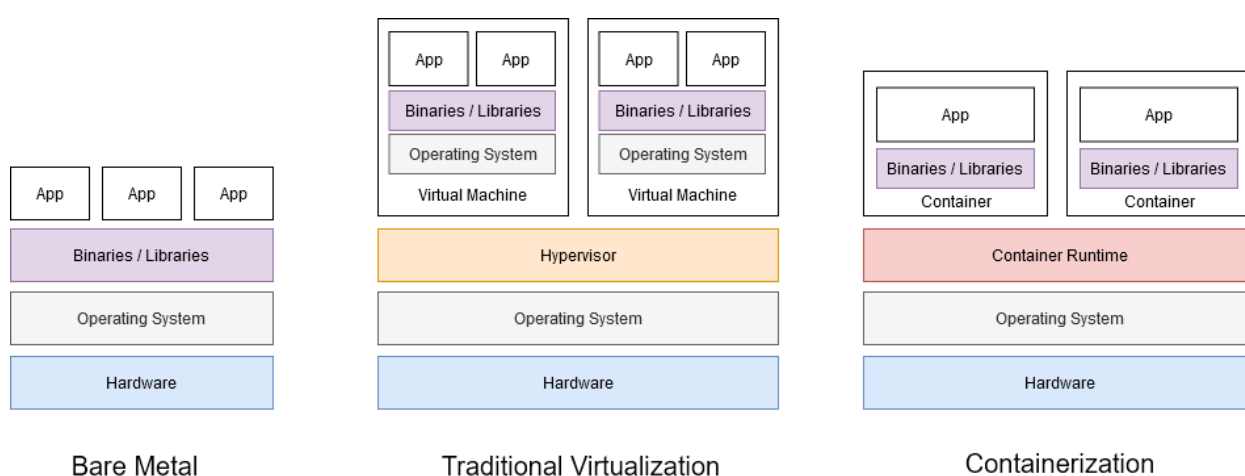 App
App
App
Binaries / Libraries
Operating System
Hardware
Bare Metal
App
App
Binaries / Libraries
Operating System
Virtual Machine
App
App
Binaries / Libraries
Operating System
Virtual Machine
Hypervisor
Operating System
Hardware
Traditional Virtualization
App
Binaries / Libraries
Container
App
Binaries / Libraries
Container
Container Runtime
Operating System
Hardware
Containerization